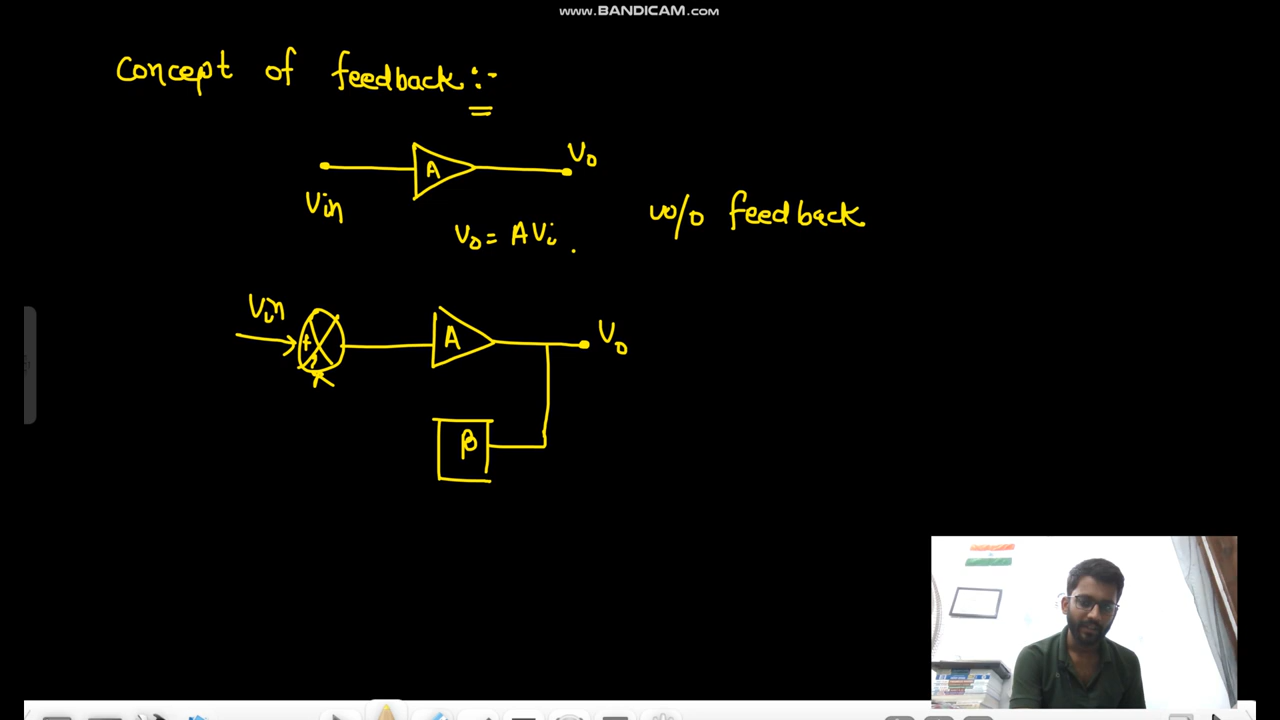 www.BANDICAM.com
Concept of feedback :-
A
Vo
Vin
w/o feedback
Vo = AVi .
Vin
+
A
Vo
β